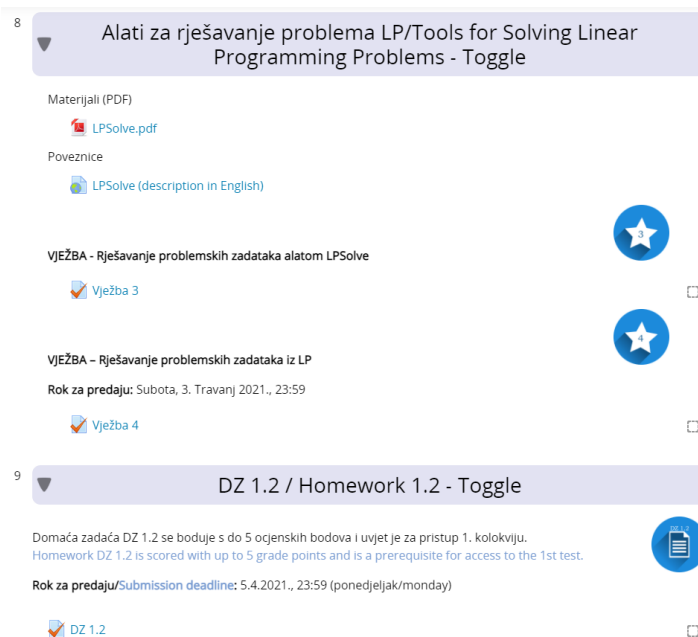 8
Alati za rješavanje problema LP/Tools for Solving Linear
Programming Problems - Toggle
Materijali (PDF)
LPSolve.pdf
Poveznice
LPSolve (description in English)
3
VJEŽBA - Rješavanje problemskih zadataka alatom LPSolve
Vježba 3
4
VJEŽBA – Rješavanje problemskih zadataka iz LP
Rok za predaju: Subota, 3. Travanj 2021., 23:59
Vježba 4
9
DZ 1.2 / Homework 1.2 - Toggle
DZ 1.2
Domaća zadaća DZ 1.2 se boduje s do 5 ocjenskih bodova i uvjet je za pristup 1. kolokviju.
Homework DZ 1.2 is scored with up to 5 grade points and is a prerequisite for access to the 1st test.
Rok za predaju/Submission deadline: 5.4.2021., 23:59 (ponedjeljak/monday)
DZ 1.2